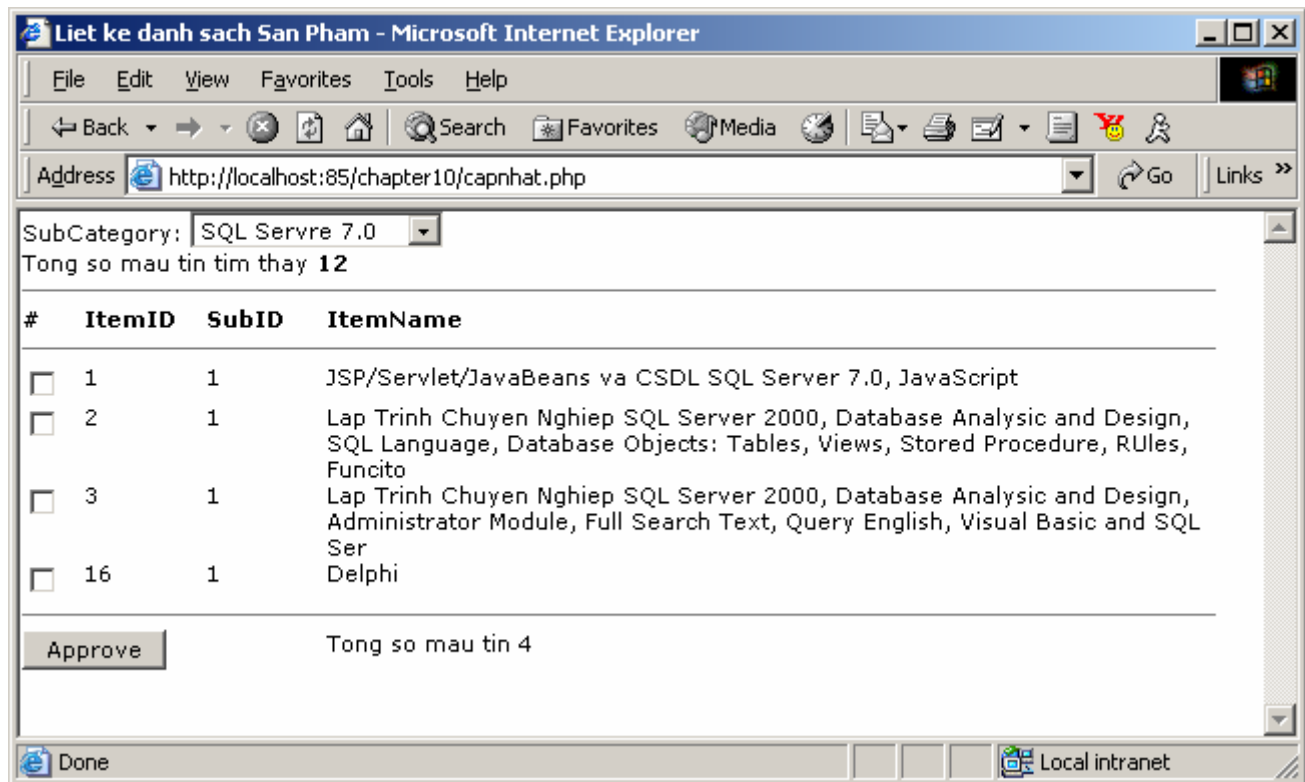 Liet ke danh sach San Pham - Microsoft Internet Explorer
File Edit View Favorites Tools Help
Back Search Favorites Media
Address http://localhost:85/chapter10/capnhat.php Go Links »
SubCategory: SQL Servre 7.0
Tong so mau tin tim thay 12
# ItemID SubID ItemName
1 1 JSP/Servlet/JavaBeans va CSDL SQL Server 7.0, JavaScript
2 1 Lap Trinh Chuyen Nghiep SQL Server 2000, Database Analysic and Design,
SQL Language, Database Objects: Tables, Views, Stored Procedure, RUles,
Funcito
3 1 Lap Trinh Chuyen Nghiep SQL Server 2000, Database Analysic and Design,
Administrator Module, Full Search Text, Query English, Visual Basic and SQL
Ser
16 1 Delphi
Approve Tong so mau tin 4
Done Local intranet